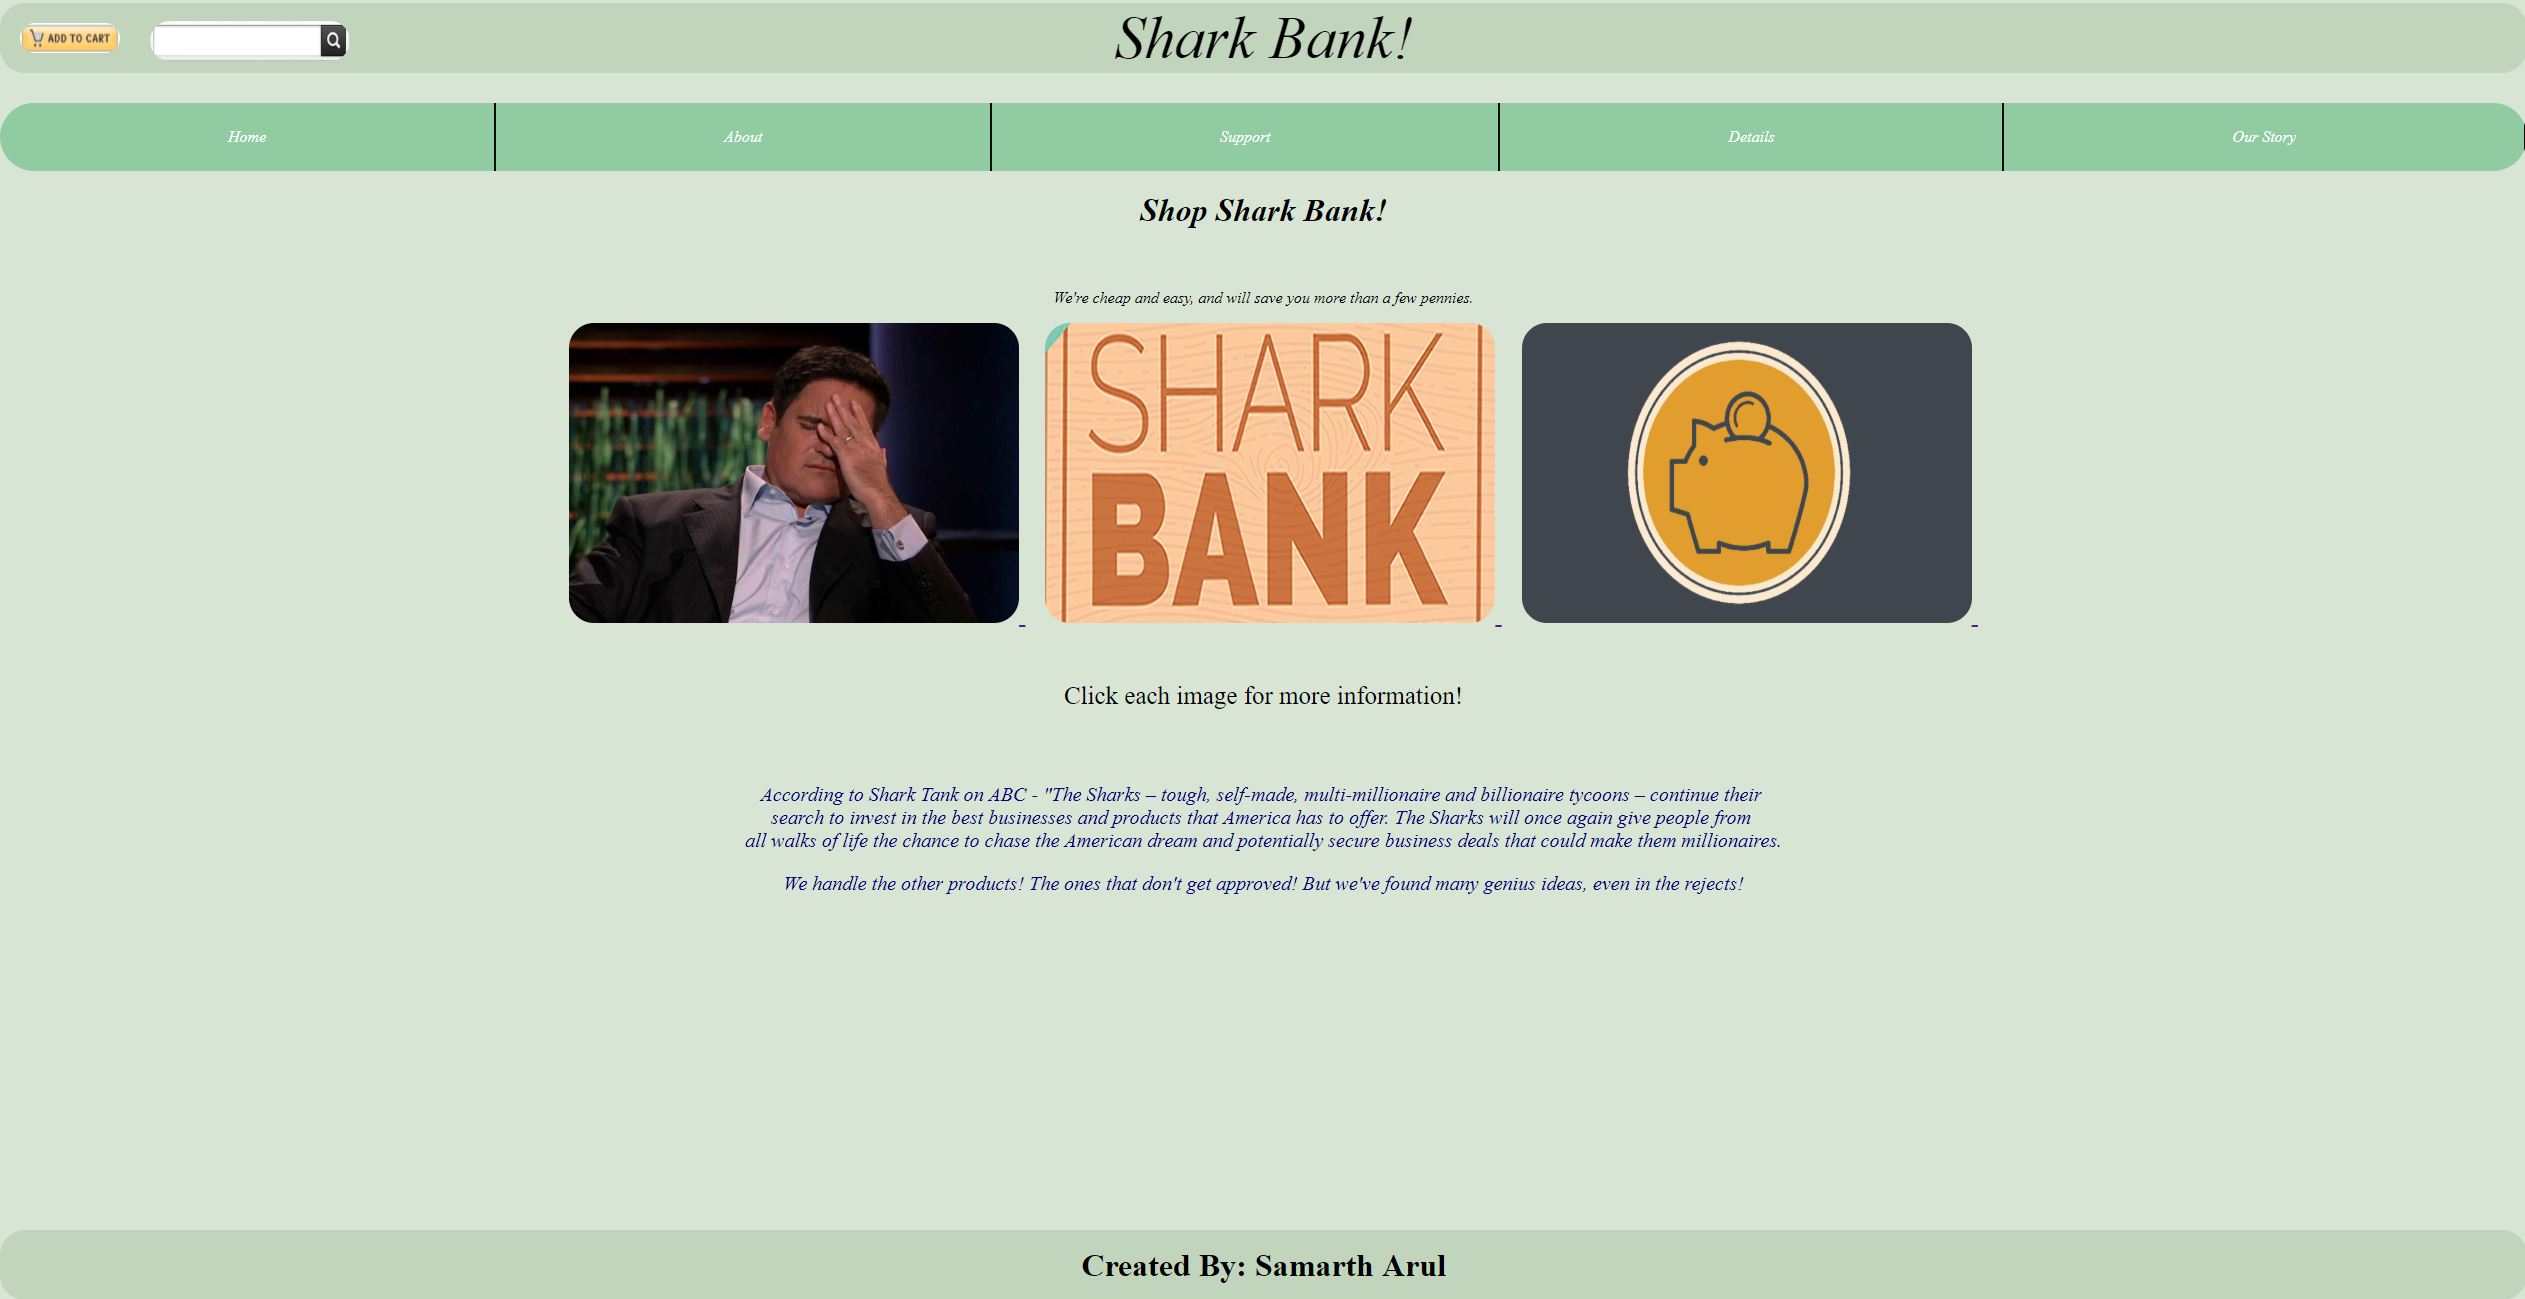 ADD TO CART
Shark Bank!
Home
About
Support
Details
Our Story
Shop Shark Bank!
We're cheap and easy, and will save you more than a few pennies.
SHARK
BANK
Click each image for more information!
According to Shark Tank on ABC - "The Sharks – tough, self-made, multi-millionaire and billionaire tycoons – continue their
search to invest in the best businesses and products that America has to offer. The Sharks will once again give people from
all walks of life the chance to chase the American dream and potentially secure business deals that could make them millionaires.
We handle the other products! The ones that don't get approved! But we've found many genius ideas, even in the rejects!
Created By: Samarth Arul